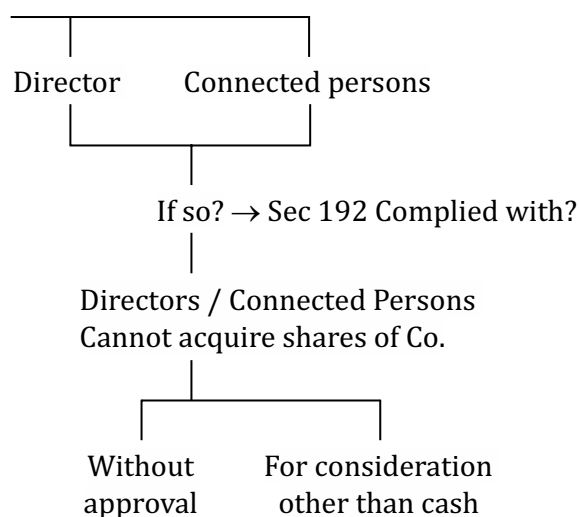 Director Connected persons
If so? → Sec 192 Complied with?
Directors / Connected Persons
Cannot acquire shares of Co.
Without For consideration
approval other than cash